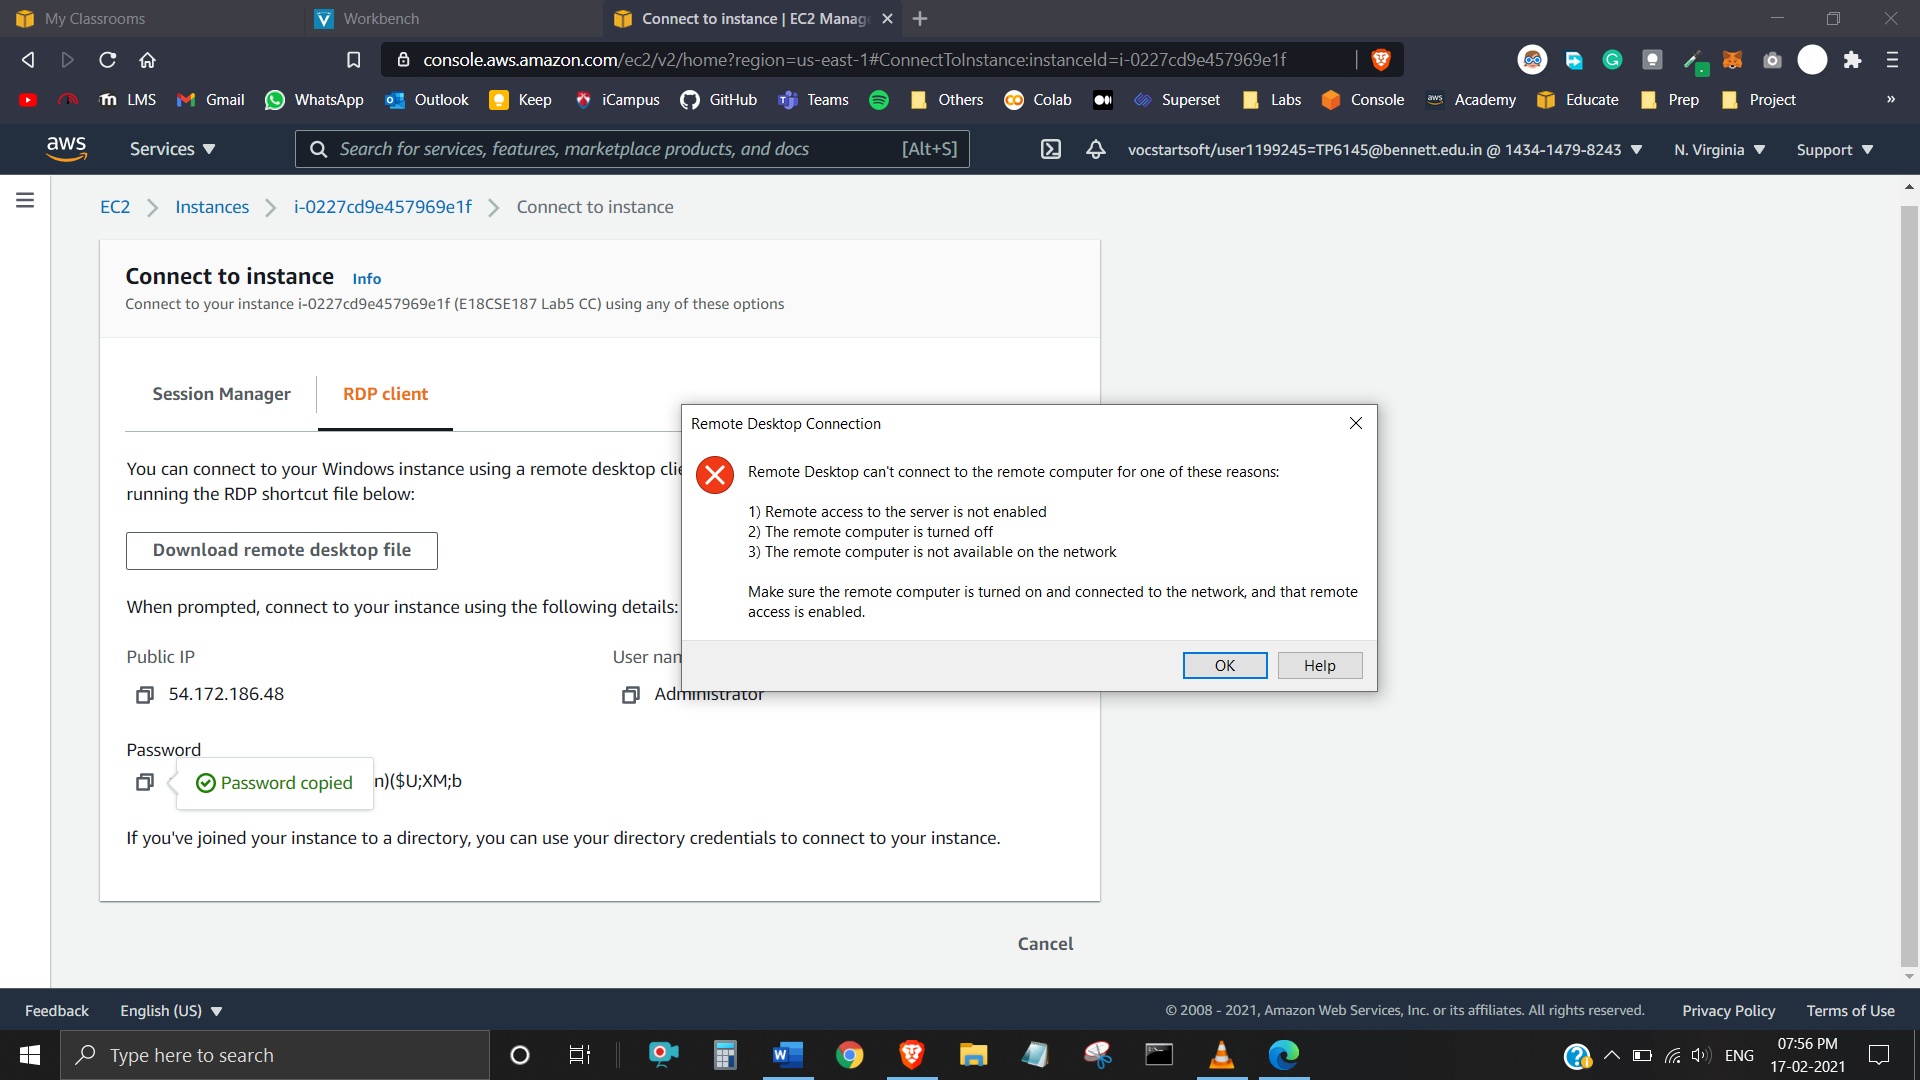 My Classrooms
Workbench
Connect to instance | EC2 Manag
console.aws.amazon.com/ec2/v2/home?region=us-east-1#ConnectToInstance:instanceId=i-0227cd9e457969e1f
LMS
Gmail
WhatsApp
Outlook
Keep
iCampus
GitHub
Teams
Others
Colab
Superset
Labs
Console
aws
Academy
Educate
Prep
Project
»
aws
Services
Search for services, features, marketplace products, and docs
[Alt+S]
vocstartsoft/user1199245=TP6145@bennett.edu.in @ 1434-1479-8243
N. Virginia
Support
EC2
Instances
i-0227cd9e457969e1f
Connect to instance
Connect to instance Info
Connect to your instance i-0227cd9e457969e1f (E18CSE187 Lab5 CC) using any of these options
Session Manager
RDP client
You can connect to your Windows instance using a remote desktop clie
running the RDP shortcut file below:
Download remote desktop file
When prompted, connect to your instance using the following details:
Public IP
54.172.186.48
User nam
Administrator
Password
Password copied
n)($U;XM;b
If you've joined your instance to a directory, you can use your directory credentials to connect to your instance.
Cancel
Remote Desktop Connection
Remote Desktop can't connect to the remote computer for one of these reasons:
1) Remote access to the server is not enabled
2) The remote computer is turned off
3) The remote computer is not available on the network
Make sure the remote computer is turned on and connected to the network, and that remote
access is enabled.
OK
Help
Feedback
English (US)
© 2008 - 2021, Amazon Web Services, Inc. or its affiliates. All rights reserved.
Privacy Policy
Terms of Use
Type here to search
ENG
07:56 PM
17-02-2021